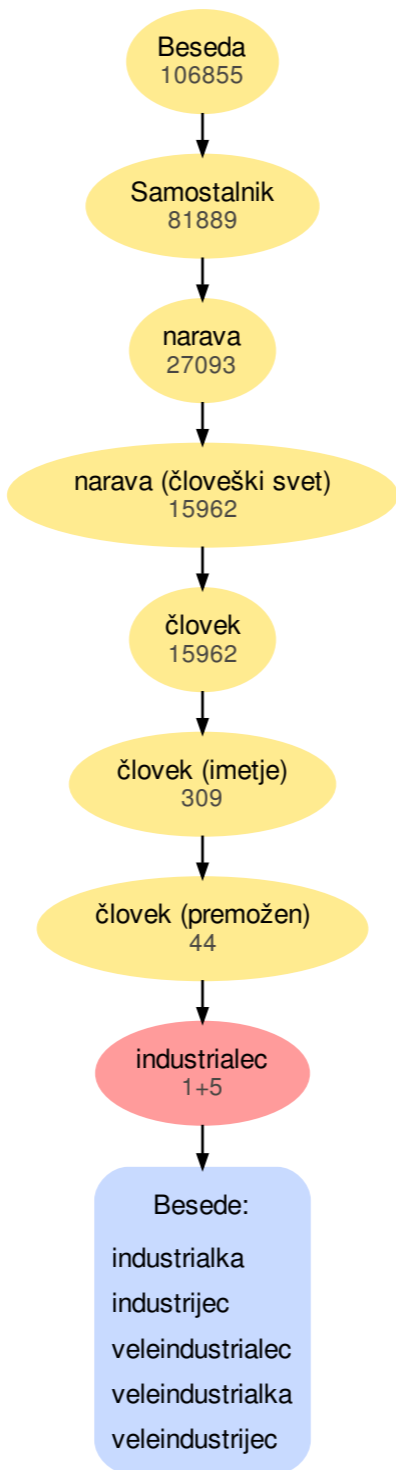 Beseda
106855
Samostalnik
81889
narava
27093
narava (človeški svet)
15962
človek
15962
človek (imetje)
309
človek (premožen)
44
industrialec
1+5
Besede:
industrialka
industrijec
veleindustrialec
veleindustrialka
veleindustrijec